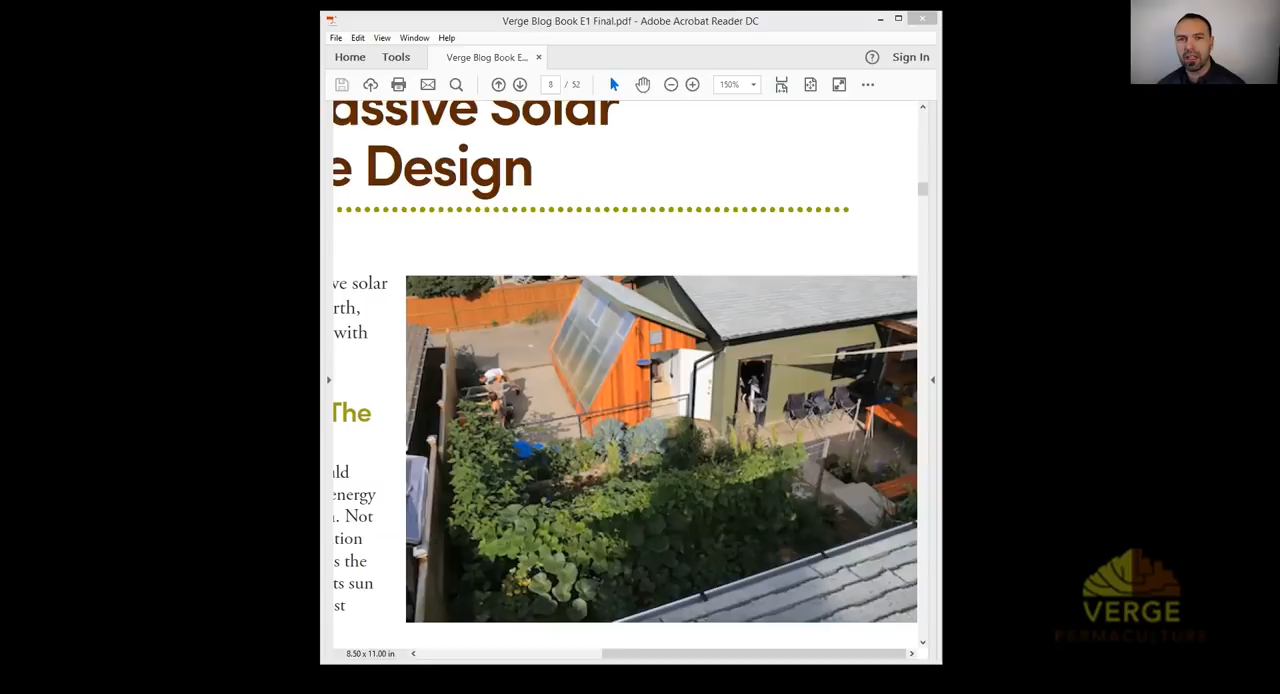 Verge Blog Book E1 Final.pdf - Adobe Acrobat Reader DC
File Edit View Window Help
Home Tools Verge Blog Book E... × Sign In
8 / 52 150%
assive Solar
e Design
ve solar
rth,
with
The
ld
energy
. Not
tion
s the
ts sun
st
8.50 x 11.00 in
VERGE
PERMACULTURE